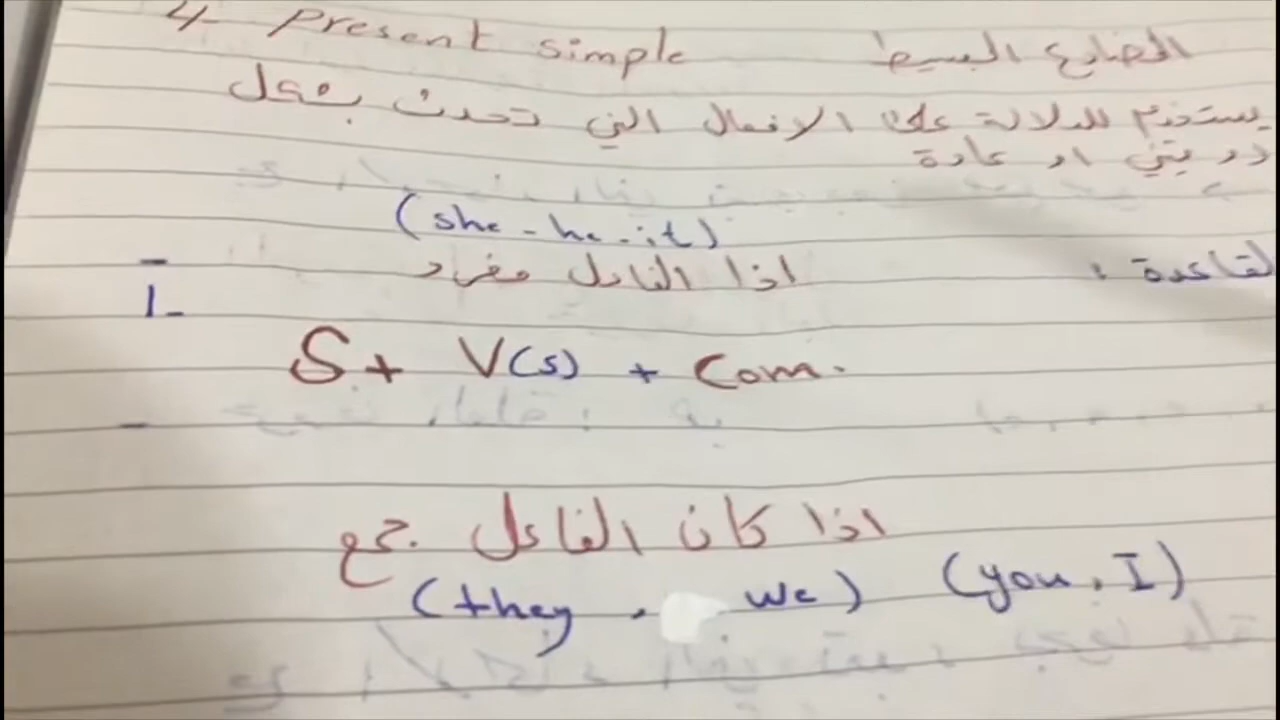 4- Present simple المضارع البسيط
يستخدم للدلالة على الافعال التي تحدث بشكل
روتيني او عادة
(she - he - it)
لقاعدة : اذا الفاعل مفرد
1-
S + V(s) + Com.
اذا كان الفاعل جمع
(they , we) (you , I)